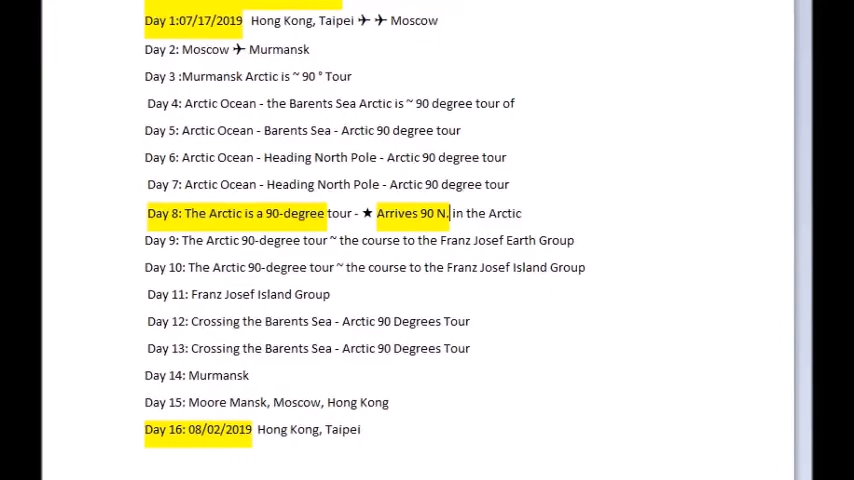 Day 1:07/17/2019 Hong Kong, Taipei ✈ ✈ Moscow
Day 2: Moscow ✈ Murmansk
Day 3 :Murmansk Arctic is ~ 90 ° Tour
Day 4: Arctic Ocean - the Barents Sea Arctic is ~ 90 degree tour of
Day 5: Arctic Ocean - Barents Sea - Arctic 90 degree tour
Day 6: Arctic Ocean - Heading North Pole - Arctic 90 degree tour
Day 7: Arctic Ocean - Heading North Pole - Arctic 90 degree tour
Day 8: The Arctic is a 90-degree tour - ★ Arrives 90 N. in the Arctic
Day 9: The Arctic 90-degree tour ~ the course to the Franz Josef Earth Group
Day 10: The Arctic 90-degree tour ~ the course to the Franz Josef Island Group
Day 11: Franz Josef Island Group
Day 12: Crossing the Barents Sea - Arctic 90 Degrees Tour
Day 13: Crossing the Barents Sea - Arctic 90 Degrees Tour
Day 14: Murmansk
Day 15: Moore Mansk, Moscow, Hong Kong
Day 16: 08/02/2019 Hong Kong, Taipei